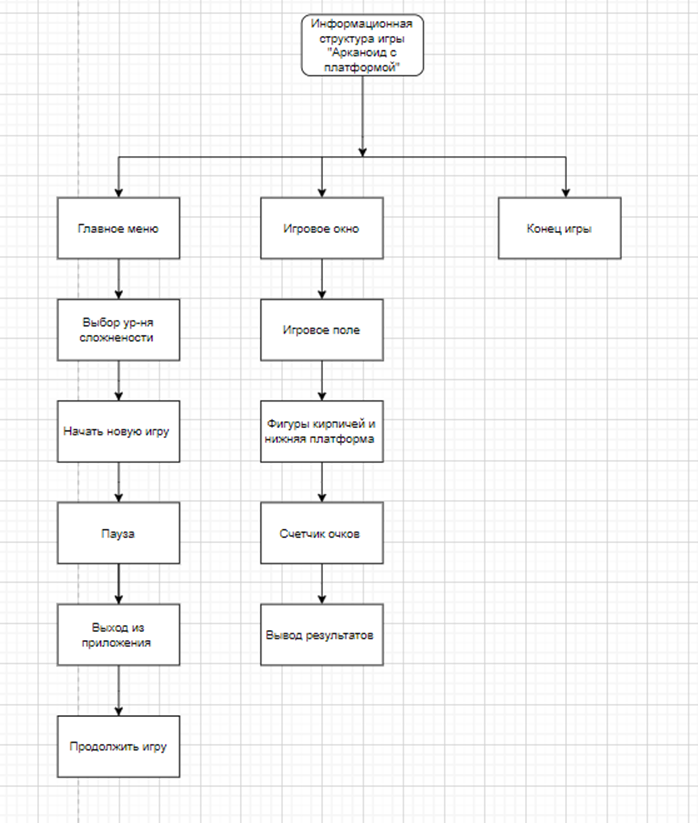 Информационная
структура игры
"Арканоид с
платформой"
Главное меню
Игровое окно
Конец игры
Выбор ур-ня
сложнености
Игровое поле
Начать новую игру
Фигуры кирпичей и
нижняя платформа
Пауза
Счетчик очков
Выход из
приложения
Вывод результатов
Продолжить игру